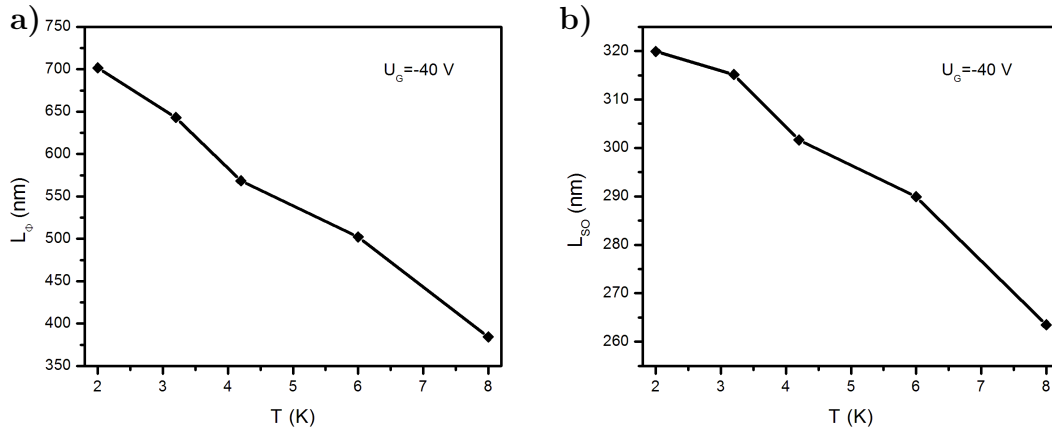 a)
750
700
650
600
550
500
450
400
350
L_Φ (nm)
U_G=-40 V
2 3 4 5 6 7 8
T (K)
b)
320
310
300
290
280
270
260
L_SO (nm)
U_G=-40 V
2 3 4 5 6 7 8
T (K)